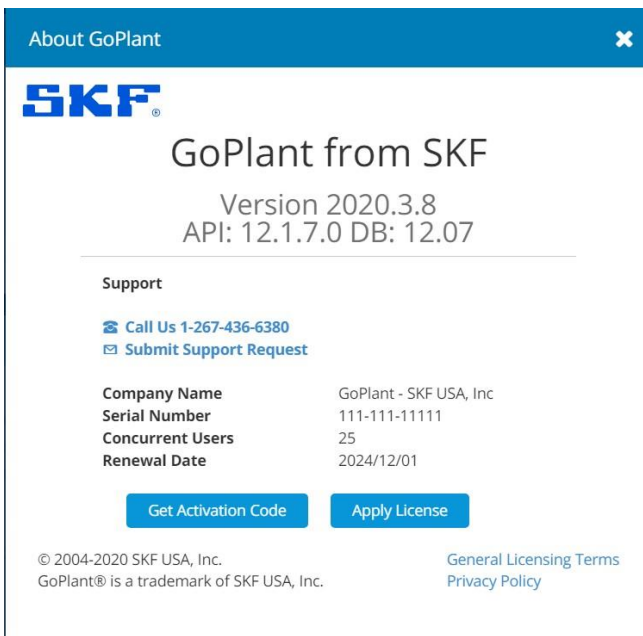 About GoPlant
SKF®
GoPlant from SKF
Version 2020.3.8
API: 12.1.7.0 DB: 12.07
Support
Call Us 1-267-436-6380
Submit Support Request
Company Name GoPlant - SKF USA, Inc
Serial Number 111-111-11111
Concurrent Users 25
Renewal Date 2024/12/01
Get Activation Code Apply License
© 2004-2020 SKF USA, Inc. General Licensing Terms
GoPlant® is a trademark of SKF USA, Inc. Privacy Policy